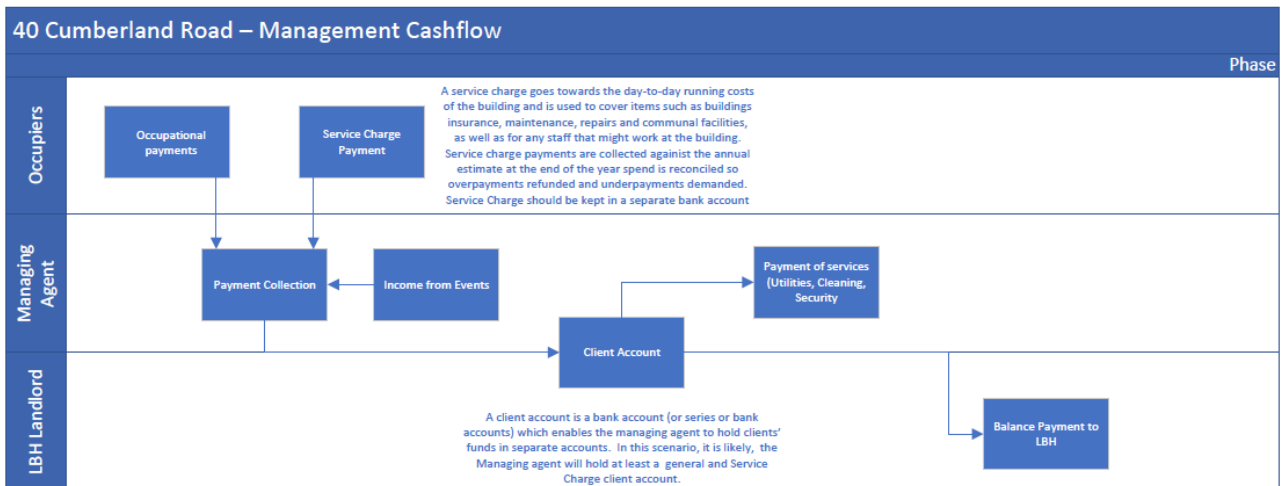 40 Cumberland Road – Management Cashflow
Phase
Occupiers
Occupational
payments
Service Charge
Payment
A service charge goes towards the day-to-day running costs
of the building and is used to cover items such as buildings
insurance, maintenance, repairs and communal facilities,
as well as for any staff that might work at the building.
Service charge payments are collected againist the annual
estimate at the end of the year spend is reconciled so
overpayments refunded and underpayments demanded.
Service Charge should be kept in a separate bank account
Managing
Agent
Payment Collection
Income from Events
Payment of services
(Utilities, Cleaning,
Security
Client Account
LBH Landlord
A client account is a bank account (or series or bank
accounts) which enables the managing agent to hold clients’
funds in separate accounts. In this scenario, it is likely, the
Managing agent will hold at least a general and Service
Charge client account.
Balance Payment to
LBH